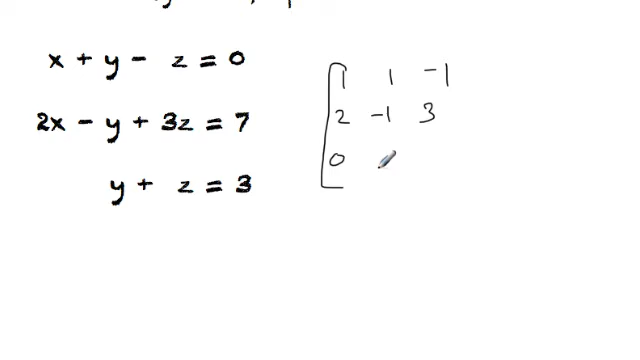 x + y - z = 0
2x - y + 3z = 7
y + z = 3
1 1 -1
2 -1 3
0